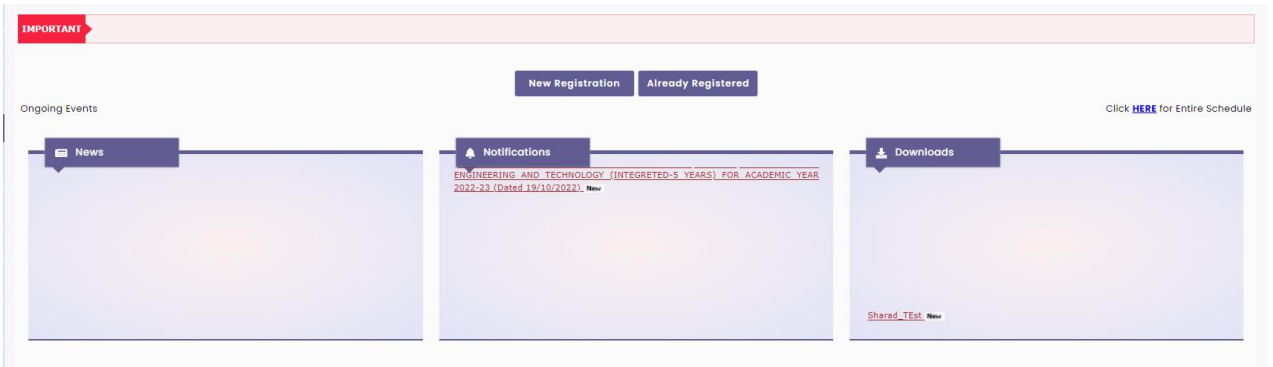 IMPORTANT
New Registration
Already Registered
Ongoing Events
Click HERE for Entire Schedule
News
Notifications
ENGINEERING AND TECHNOLOGY (INTEGRETED-5 YEARS) FOR ACADEMIC YEAR
2022-23 (Dated 19/10/2022) New
Downloads
Sharad_TEst New